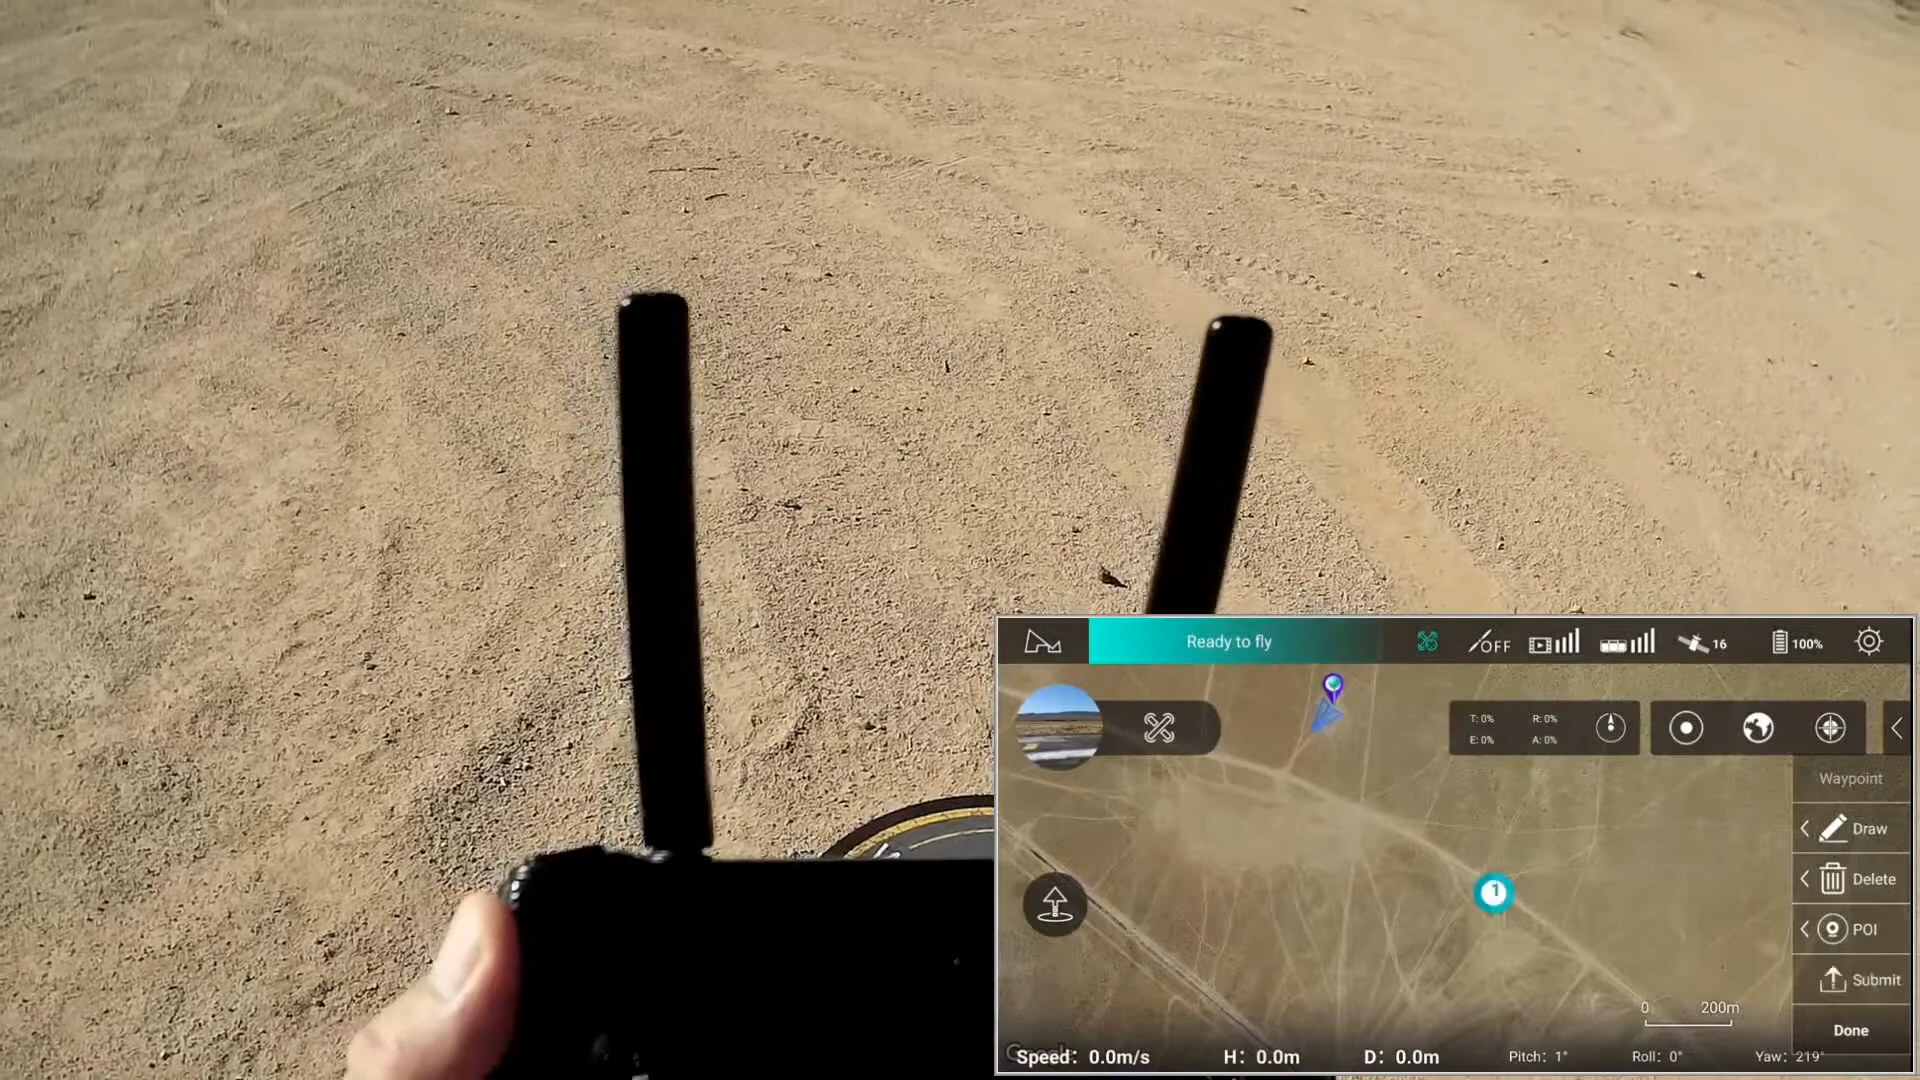 Ready to fly
OFF
16
100%
T: 0% R: 0%
E: 0% A: 0%
Waypoint
Draw
Delete
1
POI
Submit
0 200m
Done
Google
Speed: 0.0m/s H: 0.0m D: 0.0m Pitch: 1° Roll: 0° Yaw: 219°